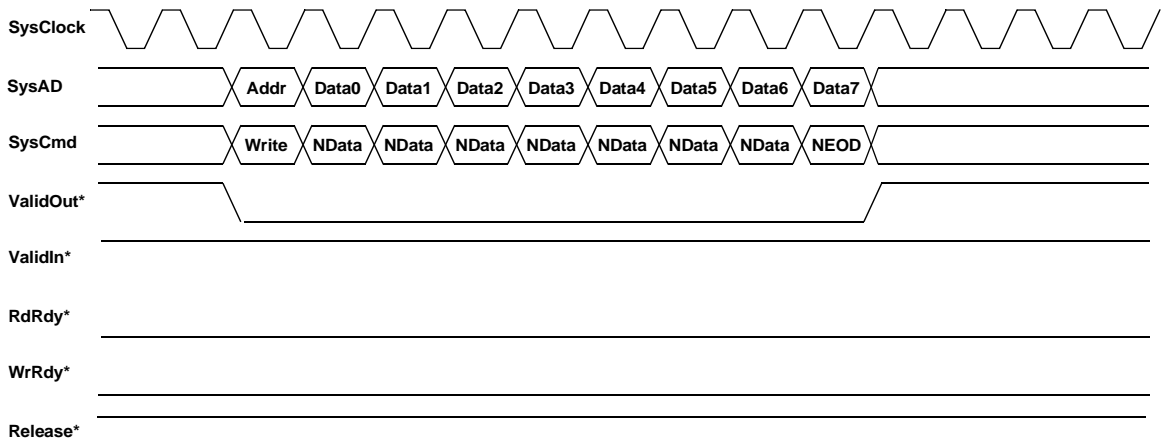 SysClock
SysAD Addr Data0 Data1 Data2 Data3 Data4 Data5 Data6 Data7
SysCmd Write NData NData NData NData NData NData NData NEOD
ValidOut*
ValidIn*
RdRdy*
WrRdy*
Release*